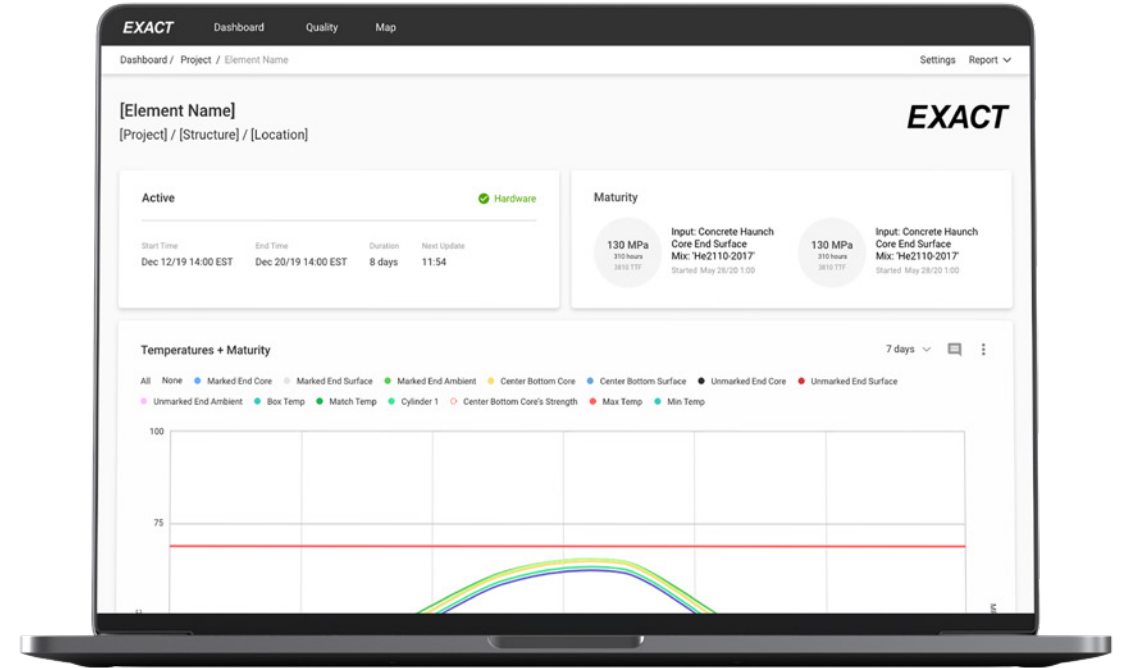 EXACT Dashboard Quality Map
Dashboard / Project / Element Name Settings Report
[Element Name]
[Project] / [Structure] / [Location]
EXACT
Active Hardware
Start Time End Time Duration Next Update
Dec 12/19 14:00 EST Dec 20/19 14:00 EST 8 days 11:54
Maturity
130 MPa
310 hours
3810 TTF
Input: Concrete Haunch
Core End Surface
Mix: 'He2110-2017'
Started May 28/20 1:00
130 MPa
310 hours
3810 TTF
Input: Concrete Haunch
Core End Surface
Mix: 'He2110-2017'
Started May 28/20 1:00
Temperatures + Maturity 7 days
All None Marked End Core Marked End Surface Marked End Ambient Center Bottom Core Center Bottom Surface Unmarked End Core Unmarked End Surface
Unmarked End Ambient Box Temp Match Temp Cylinder 1 Center Bottom Core's Strength Max Temp Min Temp
100
75